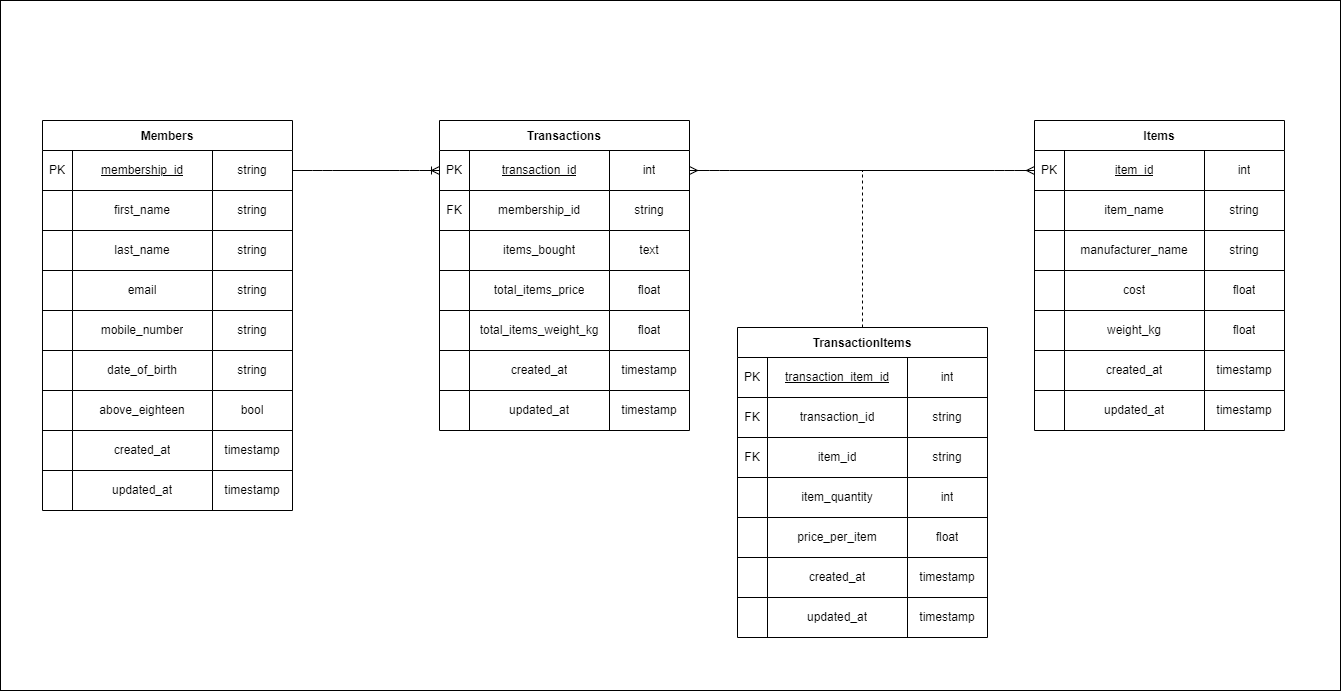 Members
PK membership_id string
first_name string
last_name string
email string
mobile_number string
date_of_birth string
above_eighteen bool
created_at timestamp
updated_at timestamp
Transactions
PK transaction_id int
FK membership_id string
items_bought text
total_items_price float
total_items_weight_kg float
created_at timestamp
updated_at timestamp
TransactionItems
PK transaction_item_id int
FK transaction_id string
FK item_id string
item_quantity int
price_per_item float
created_at timestamp
updated_at timestamp
Items
PK item_id int
item_name string
manufacturer_name string
cost float
weight_kg float
created_at timestamp
updated_at timestamp